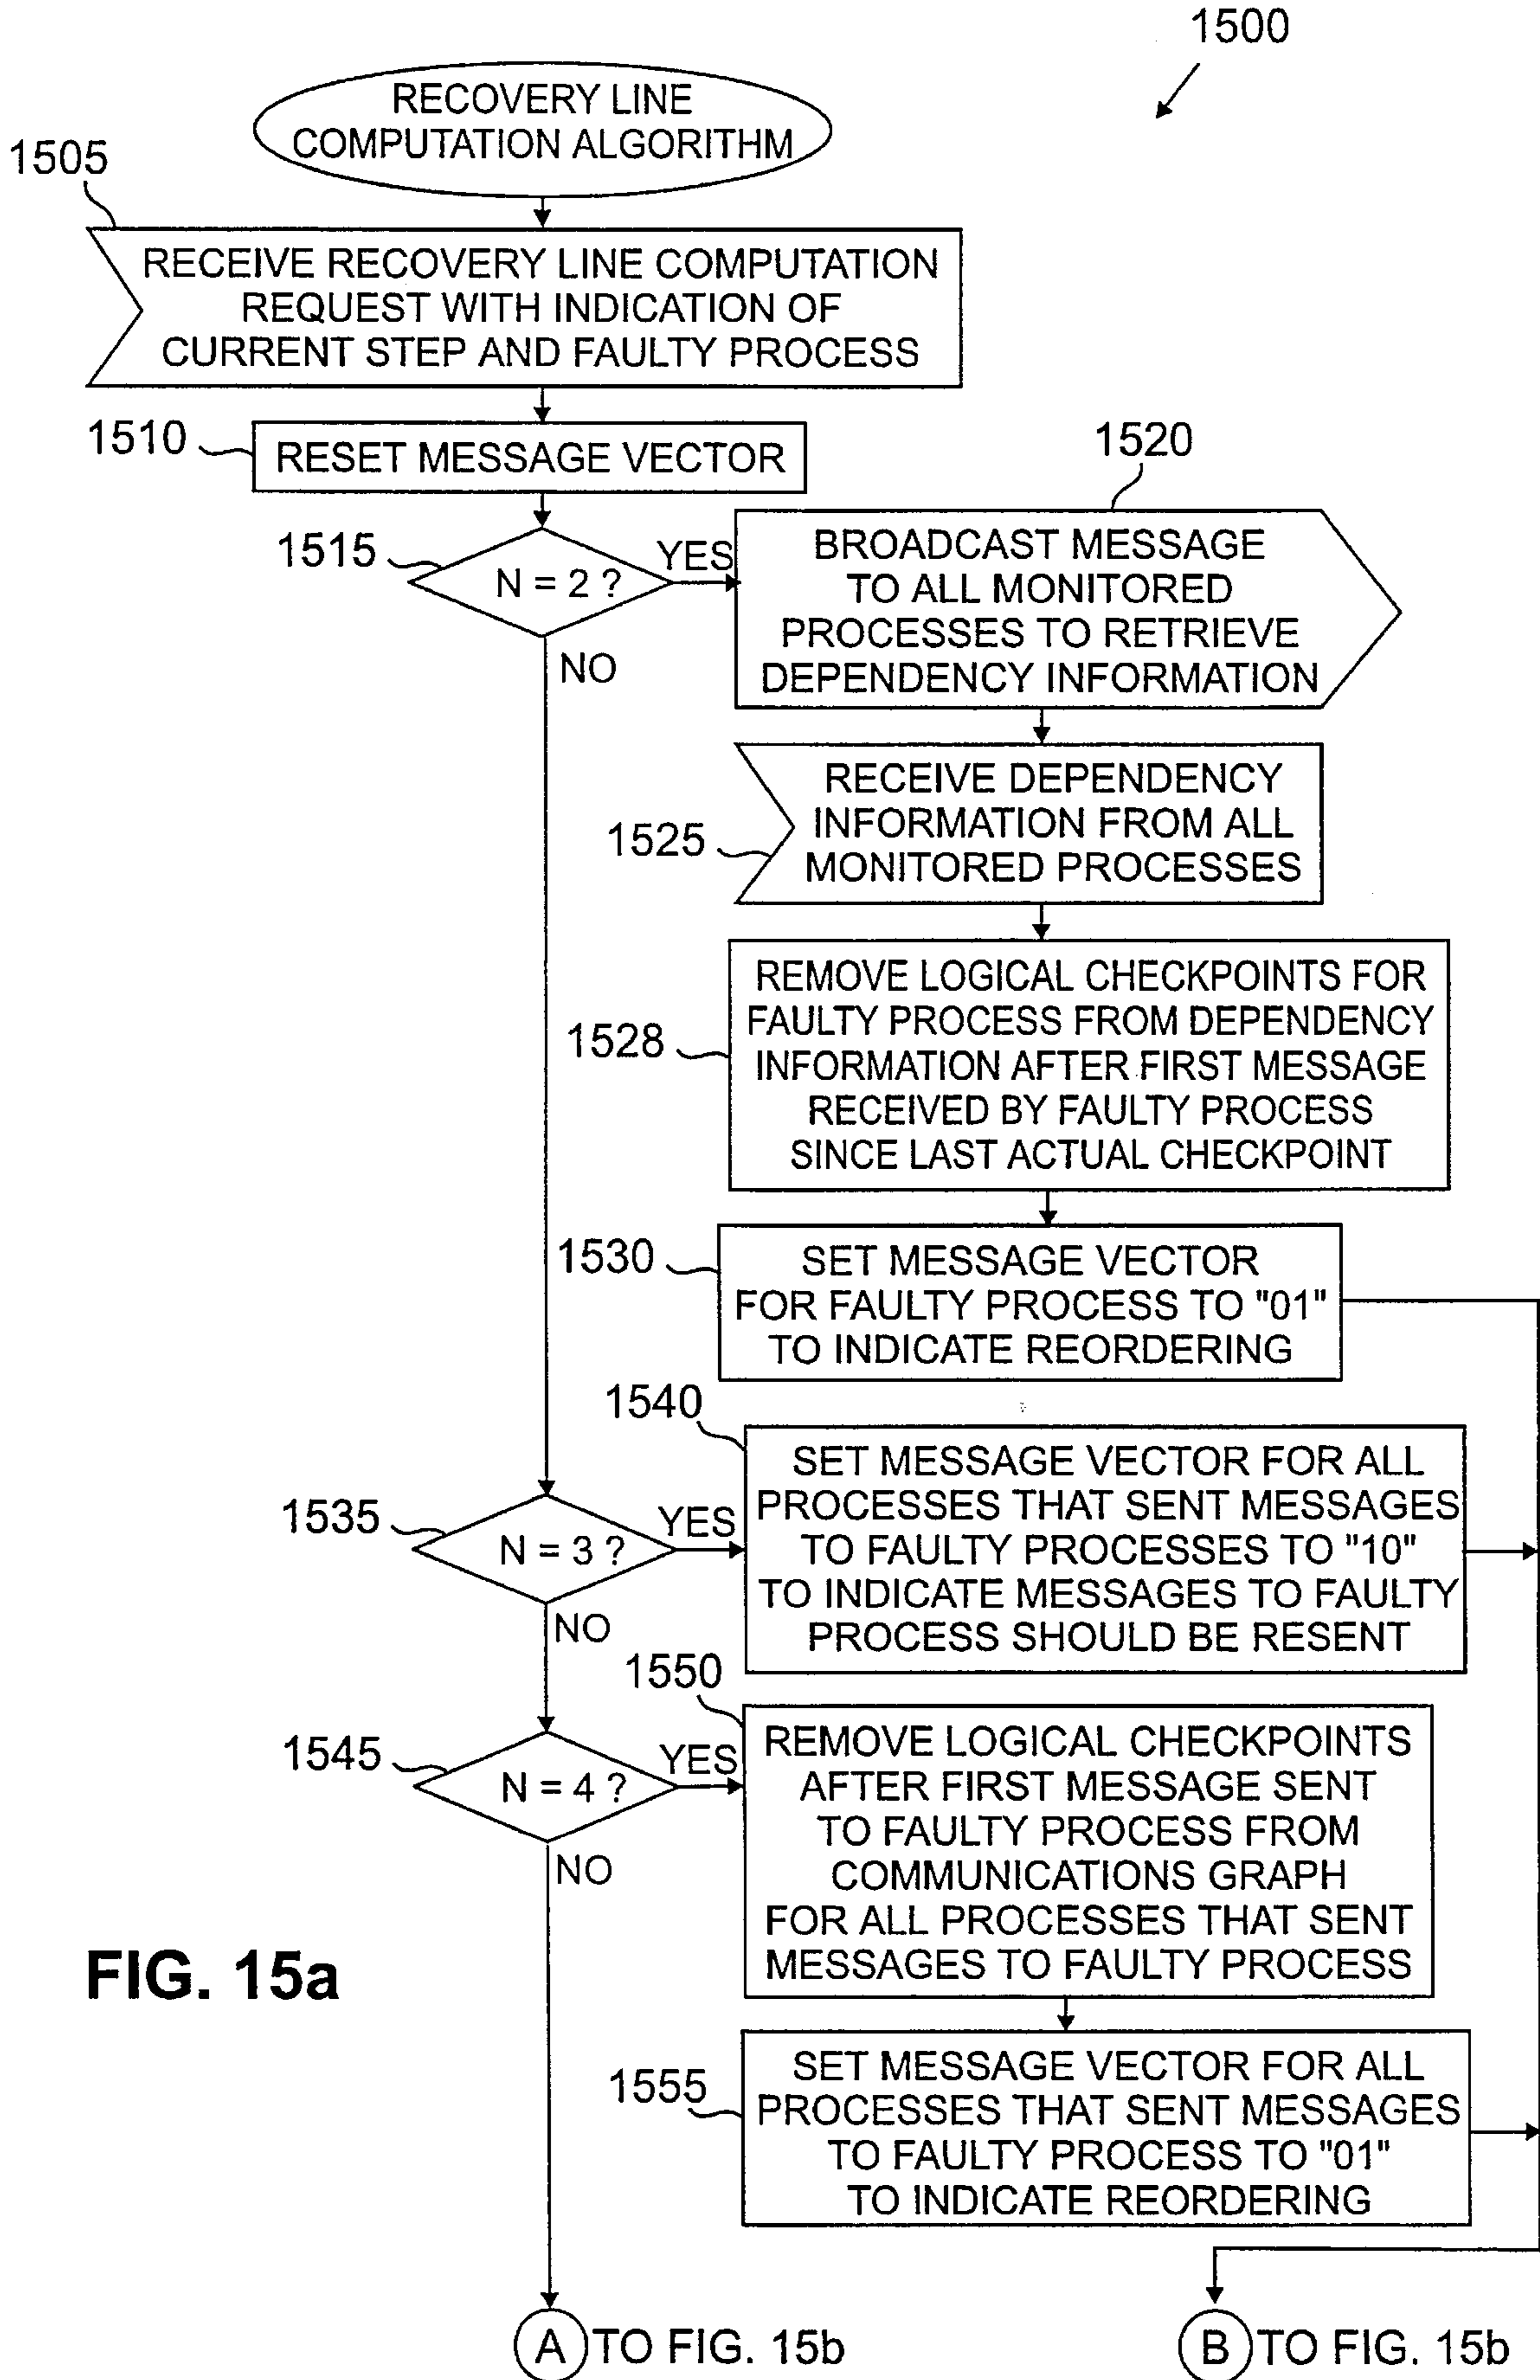 1500
RECOVERY LINE
COMPUTATION ALGORITHM
1505
RECEIVE RECOVERY LINE COMPUTATION
REQUEST WITH INDICATION OF
CURRENT STEP AND FAULTY PROCESS
1510
RESET MESSAGE VECTOR
1515
N = 2 ?
YES
NO
1520
BROADCAST MESSAGE
TO ALL MONITORED
PROCESSES TO RETRIEVE
DEPENDENCY INFORMATION
1525
RECEIVE DEPENDENCY
INFORMATION FROM ALL
MONITORED PROCESSES
1528
REMOVE LOGICAL CHECKPOINTS FOR
FAULTY PROCESS FROM DEPENDENCY
INFORMATION AFTER FIRST MESSAGE
RECEIVED BY FAULTY PROCESS
SINCE LAST ACTUAL CHECKPOINT
1530
SET MESSAGE VECTOR
FOR FAULTY PROCESS TO "01"
TO INDICATE REORDERING
1535
N = 3 ?
YES
NO
1540
SET MESSAGE VECTOR FOR ALL
PROCESSES THAT SENT MESSAGES
TO FAULTY PROCESSES TO "10"
TO INDICATE MESSAGES TO FAULTY
PROCESS SHOULD BE RESENT
1545
N = 4 ?
YES
NO
1550
REMOVE LOGICAL CHECKPOINTS
AFTER FIRST MESSAGE SENT
TO FAULTY PROCESS FROM
COMMUNICATIONS GRAPH
FOR ALL PROCESSES THAT SENT
MESSAGES TO FAULTY PROCESS
1555
SET MESSAGE VECTOR FOR ALL
PROCESSES THAT SENT MESSAGES
TO FAULTY PROCESS TO "01"
TO INDICATE REORDERING
FIG. 15a
A TO FIG. 15b
B TO FIG. 15b